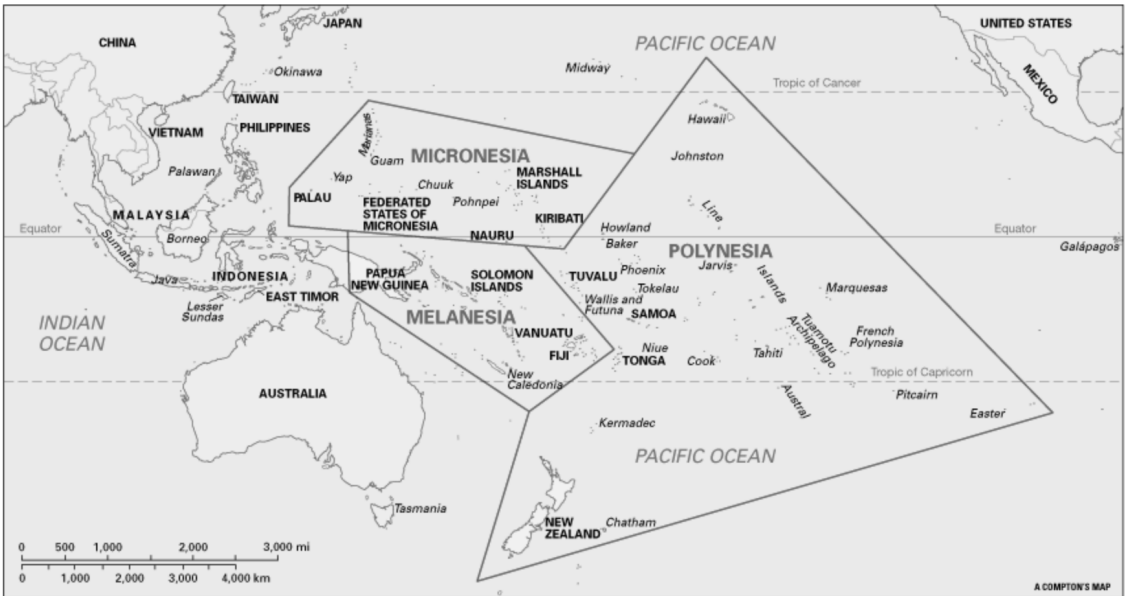 JAPAN
UNITED STATES
CHINA
PACIFIC OCEAN
Okinawa
Midway
MEXICO
Tropic of Cancer
TAIWAN
Marianas
Hawaii
VIETNAM
PHILIPPINES
Guam
MICRONESIA
Johnston
Palawan
Yap
Chuuk
MARSHALL
ISLANDS
PALAU
FEDERATED
STATES OF
MICRONESIA
Pohnpei
Line
MALAYSIA
KIRIBATI
Howland
Equator
Borneo
NAURU
Baker
Equator
Galápagos
Sumatra
POLYNESIA
Java
INDONESIA
PAPUA
NEW GUINEA
SOLOMON
ISLANDS
TUVALU
Phoenix
Jarvis
Islands
Tokelau
Marquesas
EAST TIMOR
Lesser
Sundas
Wallis and
Futuna
SAMOA
MELANESIA
INDIAN
OCEAN
VANUATU
Tuamotu
Archipelago
French
Polynesia
FIJI
Niue
TONGA
Cook
Tahiti
New
Caledonia
Tropic of Capricorn
AUSTRALIA
Austral
Pitcairn
Easter
Kermadec
PACIFIC OCEAN
Tasmania
NEW
ZEALAND
Chatham
0 500 1,000 2,000 3,000 mi
0 1,000 2,000 3,000 4,000 km
A COMPTON'S MAP